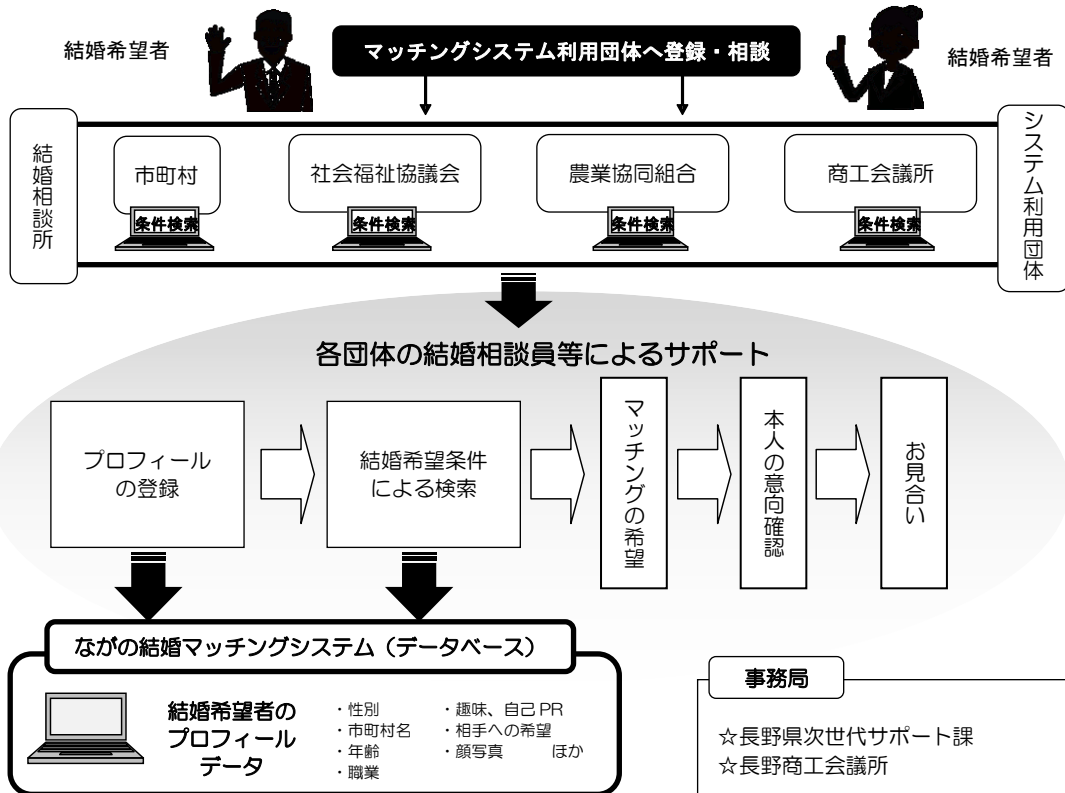 結婚希望者
マッチングシステム利用団体へ登録・相談
結婚希望者
結婚相談所
市町村
社会福祉協議会
農業協同組合
商工会議所
システム利用団体
条件検索
条件検索
条件検索
条件検索
各団体の結婚相談員等によるサポート
プロフィール
の登録
結婚希望条件
による検索
マッチングの希望
本人の意向確認
お見合い
ながの結婚マッチングシステム（データベース）
結婚希望者の
プロフィール
データ
・性別
・市町村名
・年齢
・職業
・趣味、自己PR
・相手への希望
・顔写真　　ほか
事務局
☆長野県次世代サポート課
☆長野商工会議所